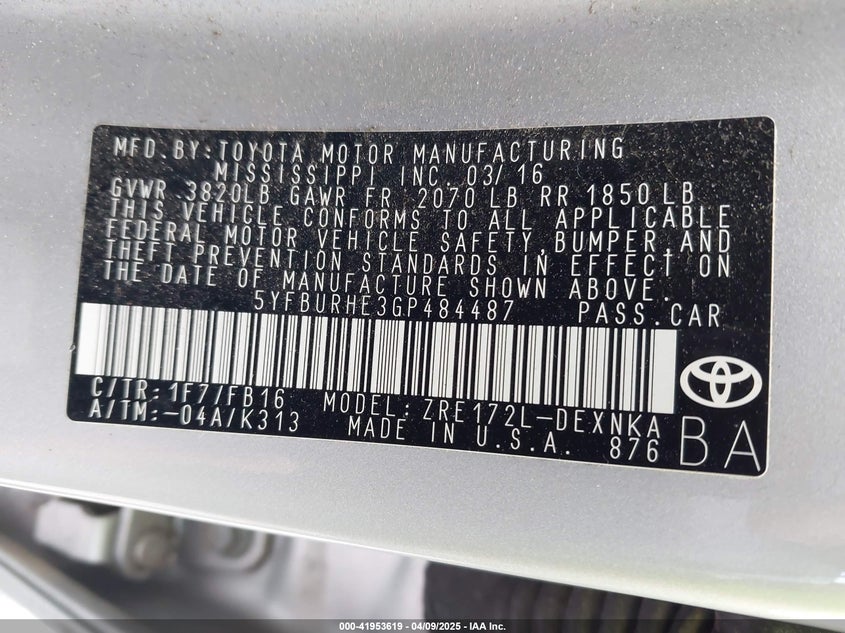 MFD.BY:TOYOTA MOTOR MANUFACTURING
MISSISSIPPI INC.03/16
GVWR 3820LB GAWR FR 2070 LB RR 1850LB
THIS VEHICLE CONFORMS TO ALL APPLICABLE
FEDERAL MOTOR VEHICLE SAFETY,BUMPER,AND
THEFT PREVENTION STANDARDS IN EFFECT ON
THE DATE OF MANUFACTURE SHOWN ABOVE.
5YFBURHE3GP484487 PASS.CAR
C/TR:1F7/FB16 MODEL:ZRE172L-DEXNKA
A/TM:-04A/K313 MADE IN U.S.A. 876
BA
000-41953619 - 04/09/2025 - IAA Inc.